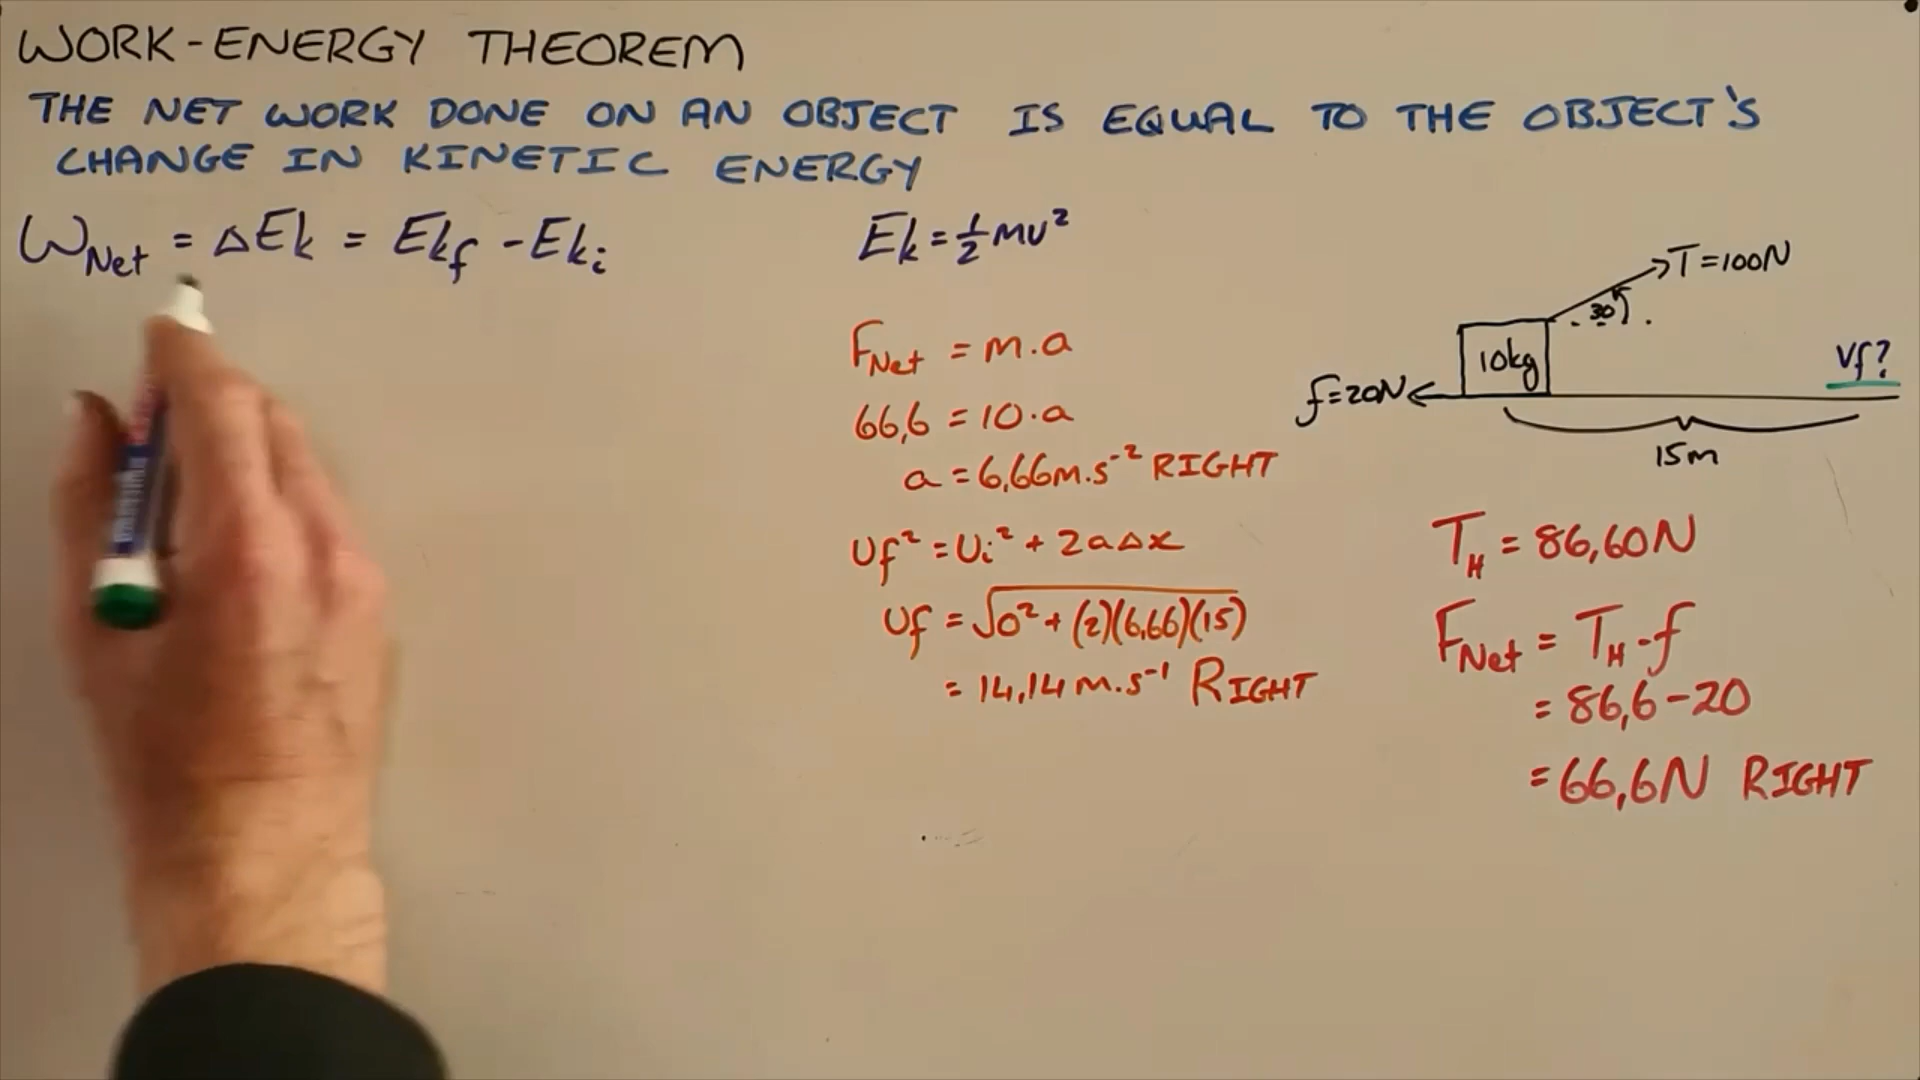 WORK-ENERGY THEOREM
THE NET WORK DONE ON AN OBJECT IS EQUAL TO THE OBJECT'S
CHANGE IN KINETIC ENERGY
W_Net = ΔEk = Ek_f - Ek_i
Ek = ½mv²
F_Net = m.a
66,6 = 10.a
a = 6,66m.s⁻² RIGHT
Vf² = Vi² + 2aΔx
Vf = √0² + (2)(6,66)(15)
= 14,14m.s⁻¹ RIGHT
T=100N
30
10kg
Vf?
f=20N
15m
T_H = 86,60N
F_Net = T_H - f
= 86,6-20
= 66,6N RIGHT